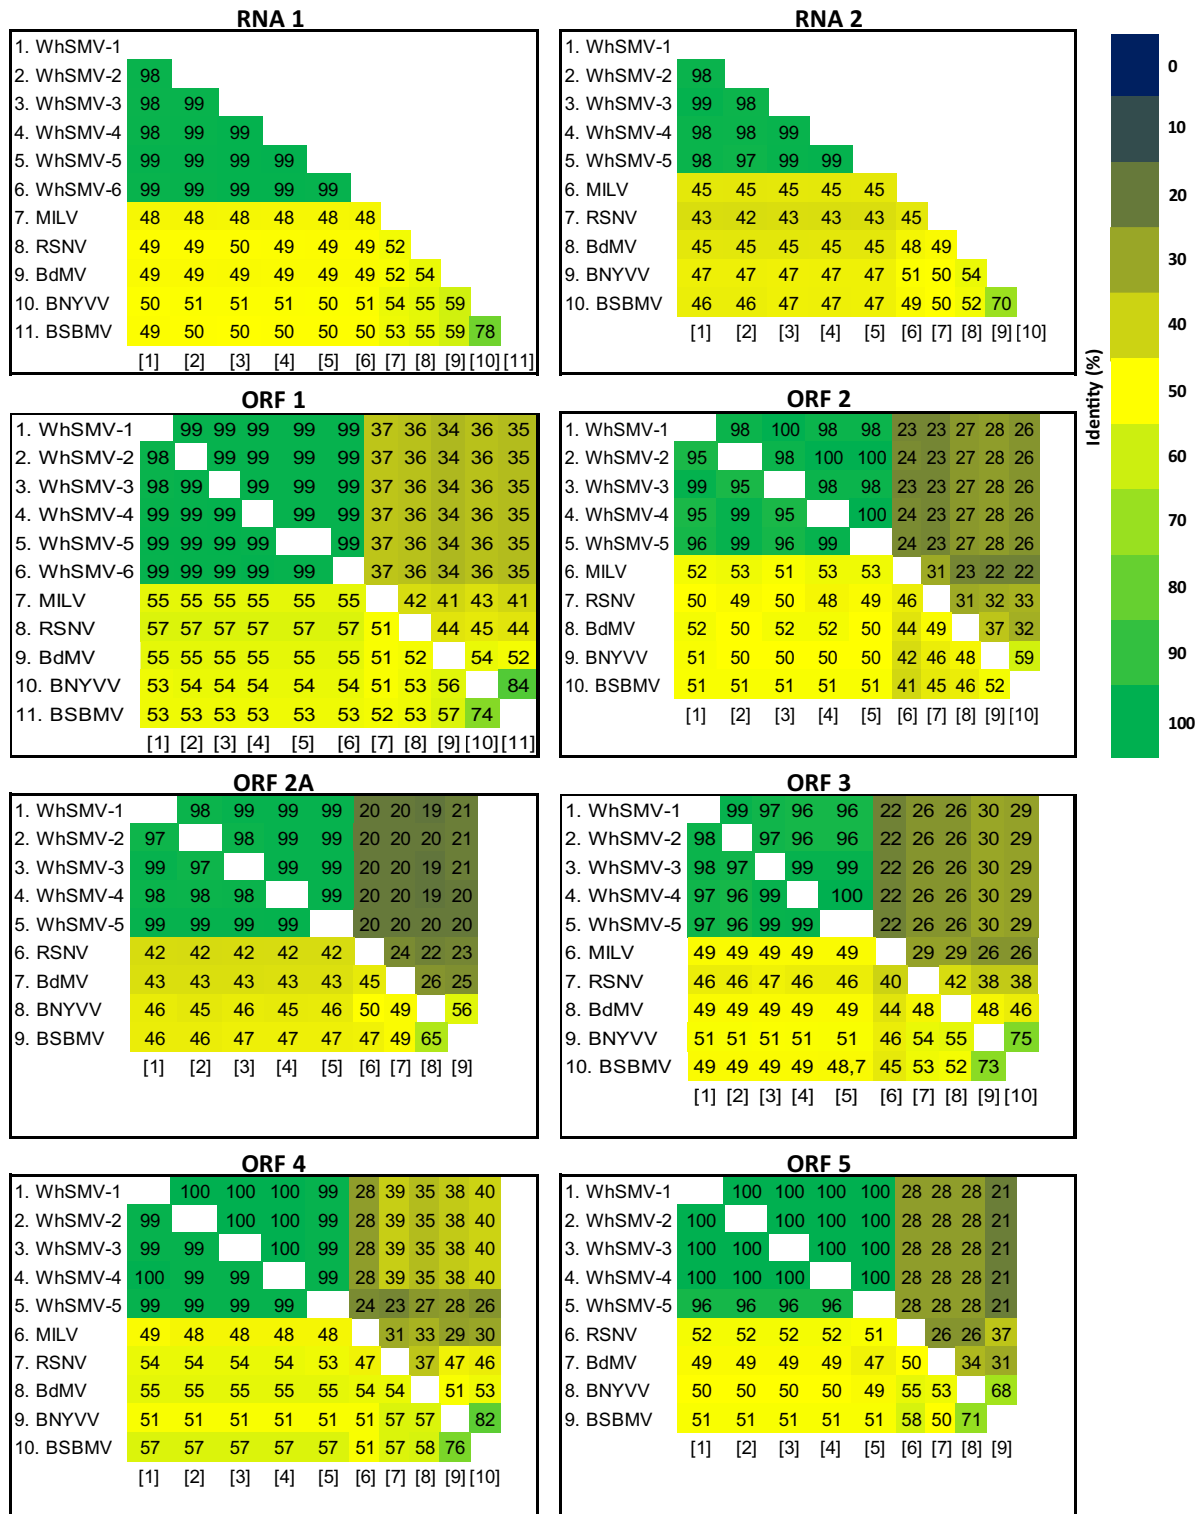 RNA 1
1. WhSMV-1
2. WhSMV-2 98
3. WhSMV-3 98 99
4. WhSMV-4 98 99 99
5. WhSMV-5 99 99 99 99
6. WhSMV-6 99 99 99 99 99
7. MILV 48 48 48 48 48 48
8. RSNV 49 49 50 49 49 49 52
9. BdMV 49 49 49 49 49 49 52 54
10. BNYVV 50 51 51 51 50 51 54 55 59
11. BSBMV 49 50 50 50 50 50 53 55 59 78
[1] [2] [3] [4] [5] [6] [7] [8] [9] [10] [11]
RNA 2
1. WhSMV-1
2. WhSMV-2 98
3. WhSMV-3 99 98
4. WhSMV-4 98 98 99
5. WhSMV-5 98 97 99 99
6. MILV 45 45 45 45 45
7. RSNV 43 42 43 43 43 45
8. BdMV 45 45 45 45 45 48 49
9. BNYVV 47 47 47 47 47 51 50 54
10. BSBMV 46 46 47 47 47 49 50 52 70
[1] [2] [3] [4] [5] [6] [7] [8] [9] [10]
Identity (%)
0
10
20
30
40
50
60
70
80
90
100
ORF 1
1. WhSMV-1 99 99 99 99 99 37 36 34 36 35
2. WhSMV-2 98 99 99 99 99 37 36 34 36 35
3. WhSMV-3 98 99 99 99 99 37 36 34 36 35
4. WhSMV-4 99 99 99 99 99 37 36 34 36 35
5. WhSMV-5 99 99 99 99 99 37 36 34 36 35
6. WhSMV-6 99 99 99 99 99 37 36 34 36 35
7. MILV 55 55 55 55 55 55 42 41 43 41
8. RSNV 57 57 57 57 57 57 51 44 45 44
9. BdMV 55 55 55 55 55 55 51 52 54 52
10. BNYVV 53 54 54 54 54 54 51 53 56 84
11. BSBMV 53 53 53 53 53 53 52 53 57 74
[1] [2] [3] [4] [5] [6] [7] [8] [9] [10] [11]
ORF 2
1. WhSMV-1 98 100 98 98 23 23 27 28 26
2. WhSMV-2 95 98 100 100 24 23 27 28 26
3. WhSMV-3 99 95 98 98 23 23 27 28 26
4. WhSMV-4 95 99 95 100 24 23 27 28 26
5. WhSMV-5 96 99 96 99 24 23 27 28 26
6. MILV 52 53 51 53 53 31 23 22 22
7. RSNV 50 49 50 48 49 46 31 32 33
8. BdMV 52 50 52 52 50 44 49 37 32
9. BNYVV 51 50 50 50 50 42 46 48 59
10. BSBMV 51 51 51 51 51 41 45 46 52
[1] [2] [3] [4] [5] [6] [7] [8] [9] [10]
ORF 2A
1. WhSMV-1 98 99 99 99 20 20 19 21
2. WhSMV-2 97 98 99 99 20 20 20 21
3. WhSMV-3 99 97 99 99 20 20 19 21
4. WhSMV-4 98 98 98 99 20 20 19 20
5. WhSMV-5 99 99 99 99 20 20 20 20
6. RSNV 42 42 42 42 42 24 22 23
7. BdMV 43 43 43 43 43 45 26 25
8. BNYVV 46 45 46 45 46 50 49 56
9. BSBMV 46 46 47 47 47 47 49 65
[1] [2] [3] [4] [5] [6] [7] [8] [9]
ORF 3
1. WhSMV-1 99 97 96 96 22 26 26 30 29
2. WhSMV-2 98 97 96 96 22 26 26 30 29
3. WhSMV-3 98 97 99 99 22 26 26 30 29
4. WhSMV-4 97 96 99 100 22 26 26 30 29
5. WhSMV-5 97 96 99 99 22 26 26 30 29
6. MILV 49 49 49 49 49 29 29 26 26
7. RSNV 46 46 47 46 46 40 42 38 38
8. BdMV 49 49 49 49 49 44 48 48 46
9. BNYVV 51 51 51 51 51 46 54 55 75
10. BSBMV 49 49 49 49 48,7 45 53 52 73
[1] [2] [3] [4] [5] [6] [7] [8] [9] [10]
ORF 4
1. WhSMV-1 100 100 100 99 28 39 35 38 40
2. WhSMV-2 99 100 100 99 28 39 35 38 40
3. WhSMV-3 99 99 100 99 28 39 35 38 40
4. WhSMV-4 100 99 99 99 28 39 35 38 40
5. WhSMV-5 99 99 99 99 24 23 27 28 26
6. MILV 49 48 48 48 48 31 33 29 30
7. RSNV 54 54 54 54 53 47 37 47 46
8. BdMV 55 55 55 55 55 54 54 51 53
9. BNYVV 51 51 51 51 51 51 57 57 82
10. BSBMV 57 57 57 57 57 51 57 58 76
[1] [2] [3] [4] [5] [6] [7] [8] [9] [10]
ORF 5
1. WhSMV-1 100 100 100 100 28 28 28 21
2. WhSMV-2 100 100 100 100 28 28 28 21
3. WhSMV-3 100 100 100 100 28 28 28 21
4. WhSMV-4 100 100 100 100 28 28 28 21
5. WhSMV-5 96 96 96 96 28 28 28 21
6. RSNV 52 52 52 52 51 26 26 37
7. BdMV 49 49 49 49 47 50 34 31
8. BNYVV 50 50 50 50 49 55 53 68
9. BSBMV 51 51 51 51 51 58 50 71
[1] [2] [3] [4] [5] [6] [7] [8] [9]